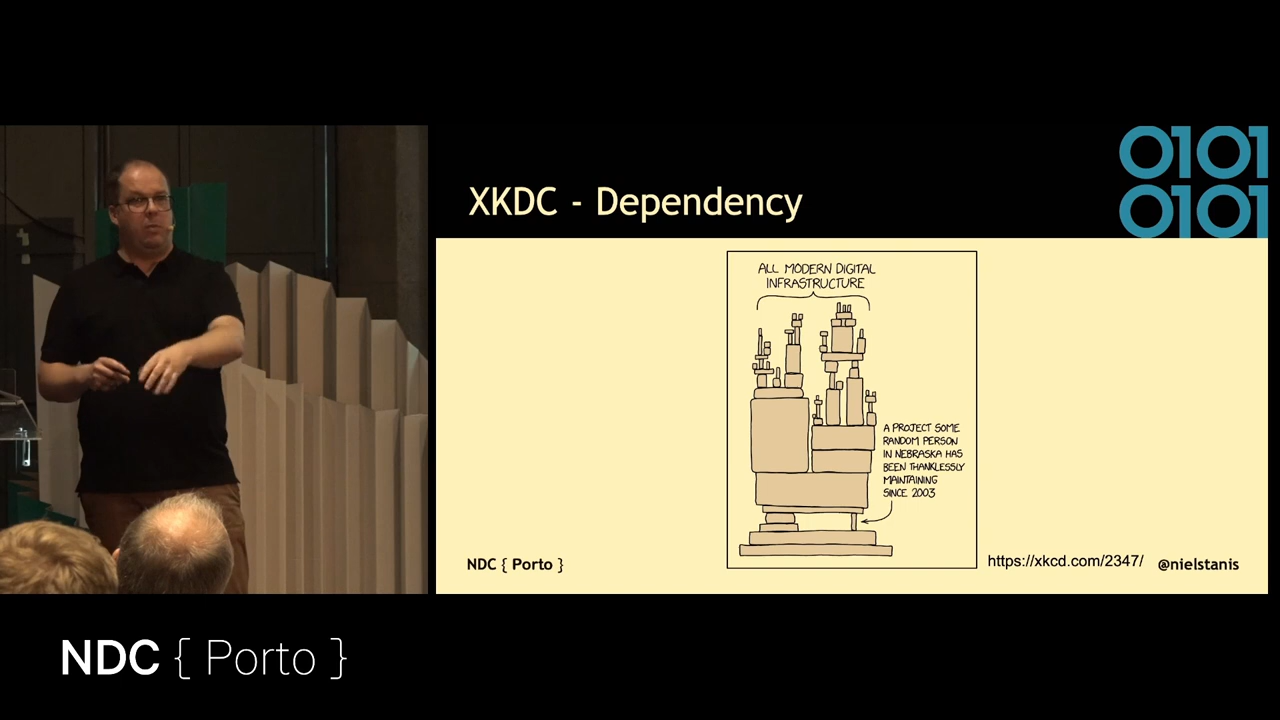 0101
0101
XKDC - Dependency
ALL MODERN DIGITAL
INFRASTRUCTURE
A PROJECT SOME
RANDOM PERSON
IN NEBRASKA HAS
BEEN THANKLESSLY
MAINTAINING
SINCE 2003
NDC { Porto }
https://xkcd.com/2347/
@nielstanis
NDC { Porto }